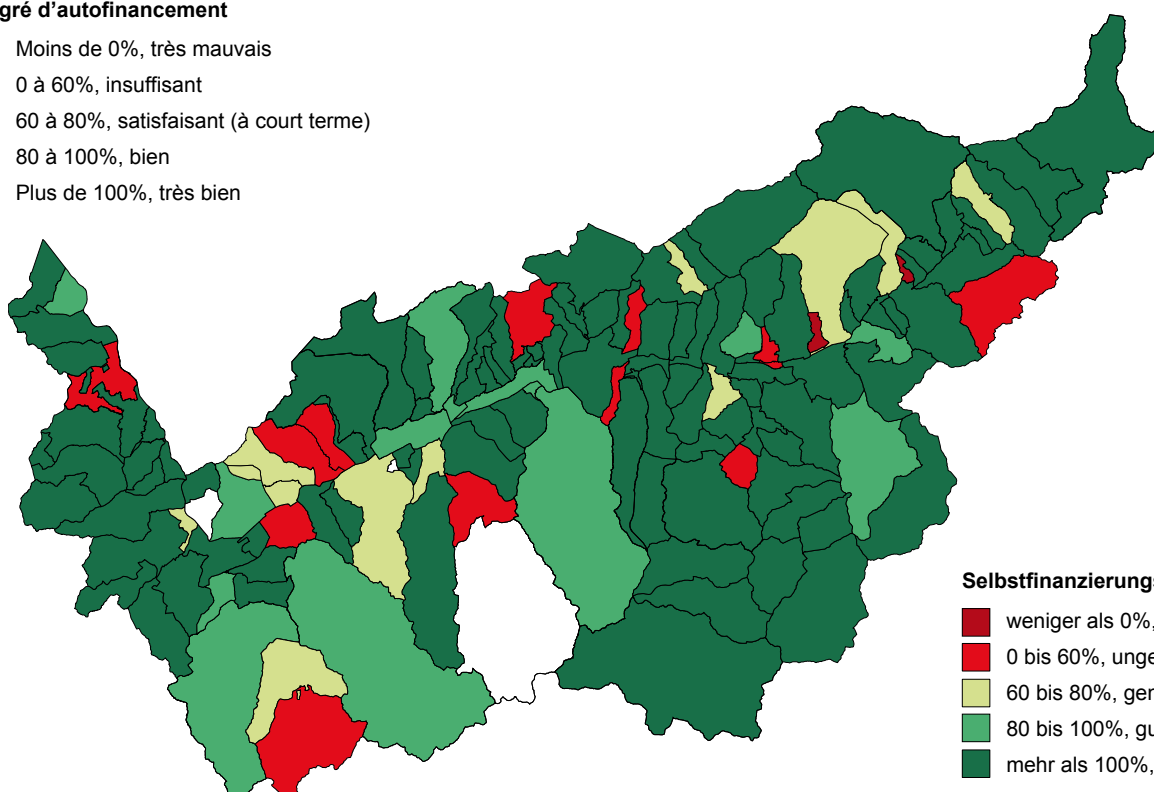 gré d’autofinancement
Moins de 0%, très mauvais
0 à 60%, insuffisant
60 à 80%, satisfaisant (à court terme)
80 à 100%, bien
Plus de 100%, très bien
Selbstfinanzierungs
weniger als 0%,
0 bis 60%, unge
60 bis 80%, gen
80 bis 100%, gu
mehr als 100%,